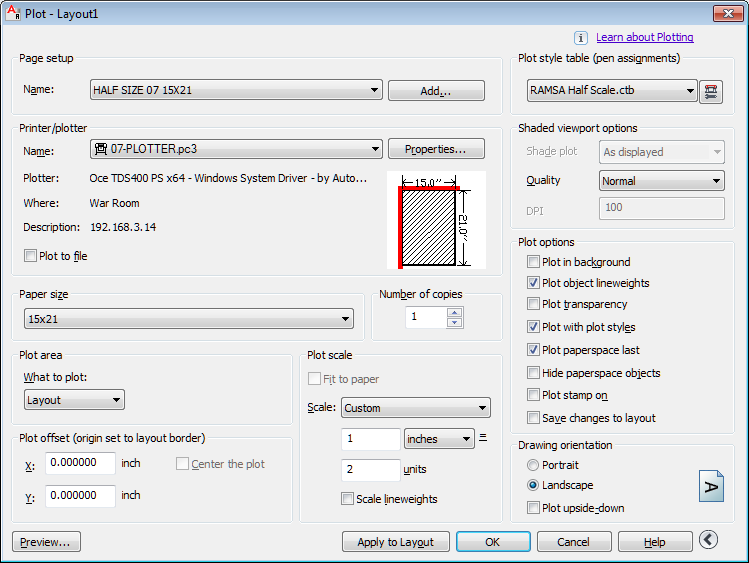 Plot - Layout1
Learn about Plotting
Page setup
Name:
HALF SIZE 07 15X21
Add...
Printer/plotter
Name:
07-PLOTTER.pc3
Properties...
Plotter:
Oce TDS400 PS x64 - Windows System Driver - by Auto...
Where:
War Room
Description:
192.168.3.14
Plot to file
15.0''
21.0''
Paper size
15x21
Number of copies
1
Plot area
What to plot:
Layout
Plot offset (origin set to layout border)
X:
0.000000
inch
Center the plot
Y:
0.000000
inch
Plot scale
Fit to paper
Scale:
Custom
1
inches
=
2
units
Scale lineweights
Plot style table (pen assignments)
RAMSA Half Scale.ctb
Shaded viewport options
Shade plot
As displayed
Quality
Normal
DPI
100
Plot options
Plot in background
Plot object lineweights
Plot transparency
Plot with plot styles
Plot paperspace last
Hide paperspace objects
Plot stamp on
Save changes to layout
Drawing orientation
Portrait
Landscape
Plot upside-down
A
Preview...
Apply to Layout
OK
Cancel
Help